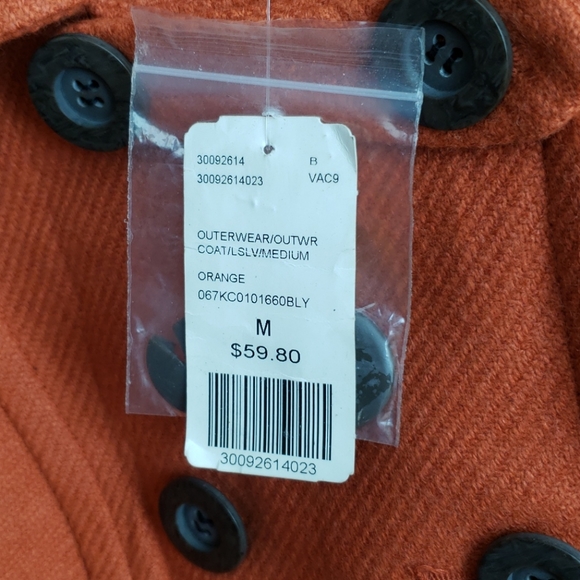 30092614 B
30092614023 VAC9
OUTERWEAR/OUTWR
COAT/LSLV/MEDIUM
ORANGE
067KC0101660BLY
M
$59.80
30092614023